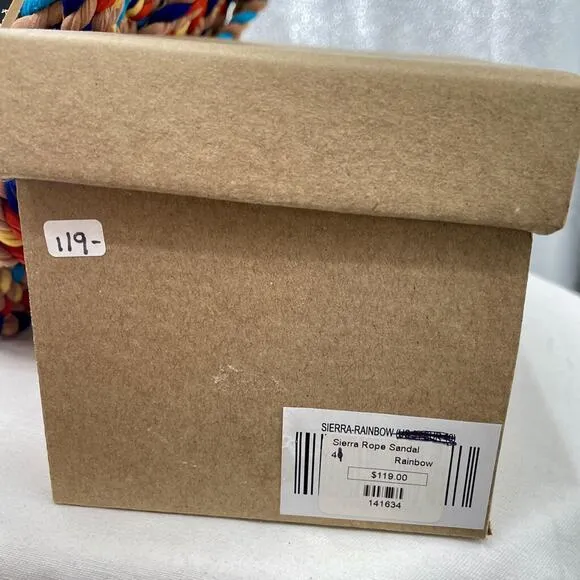 119-
SIERRA-RAINBOW
Sierra Rope Sandal
Rainbow
$119.00
141634